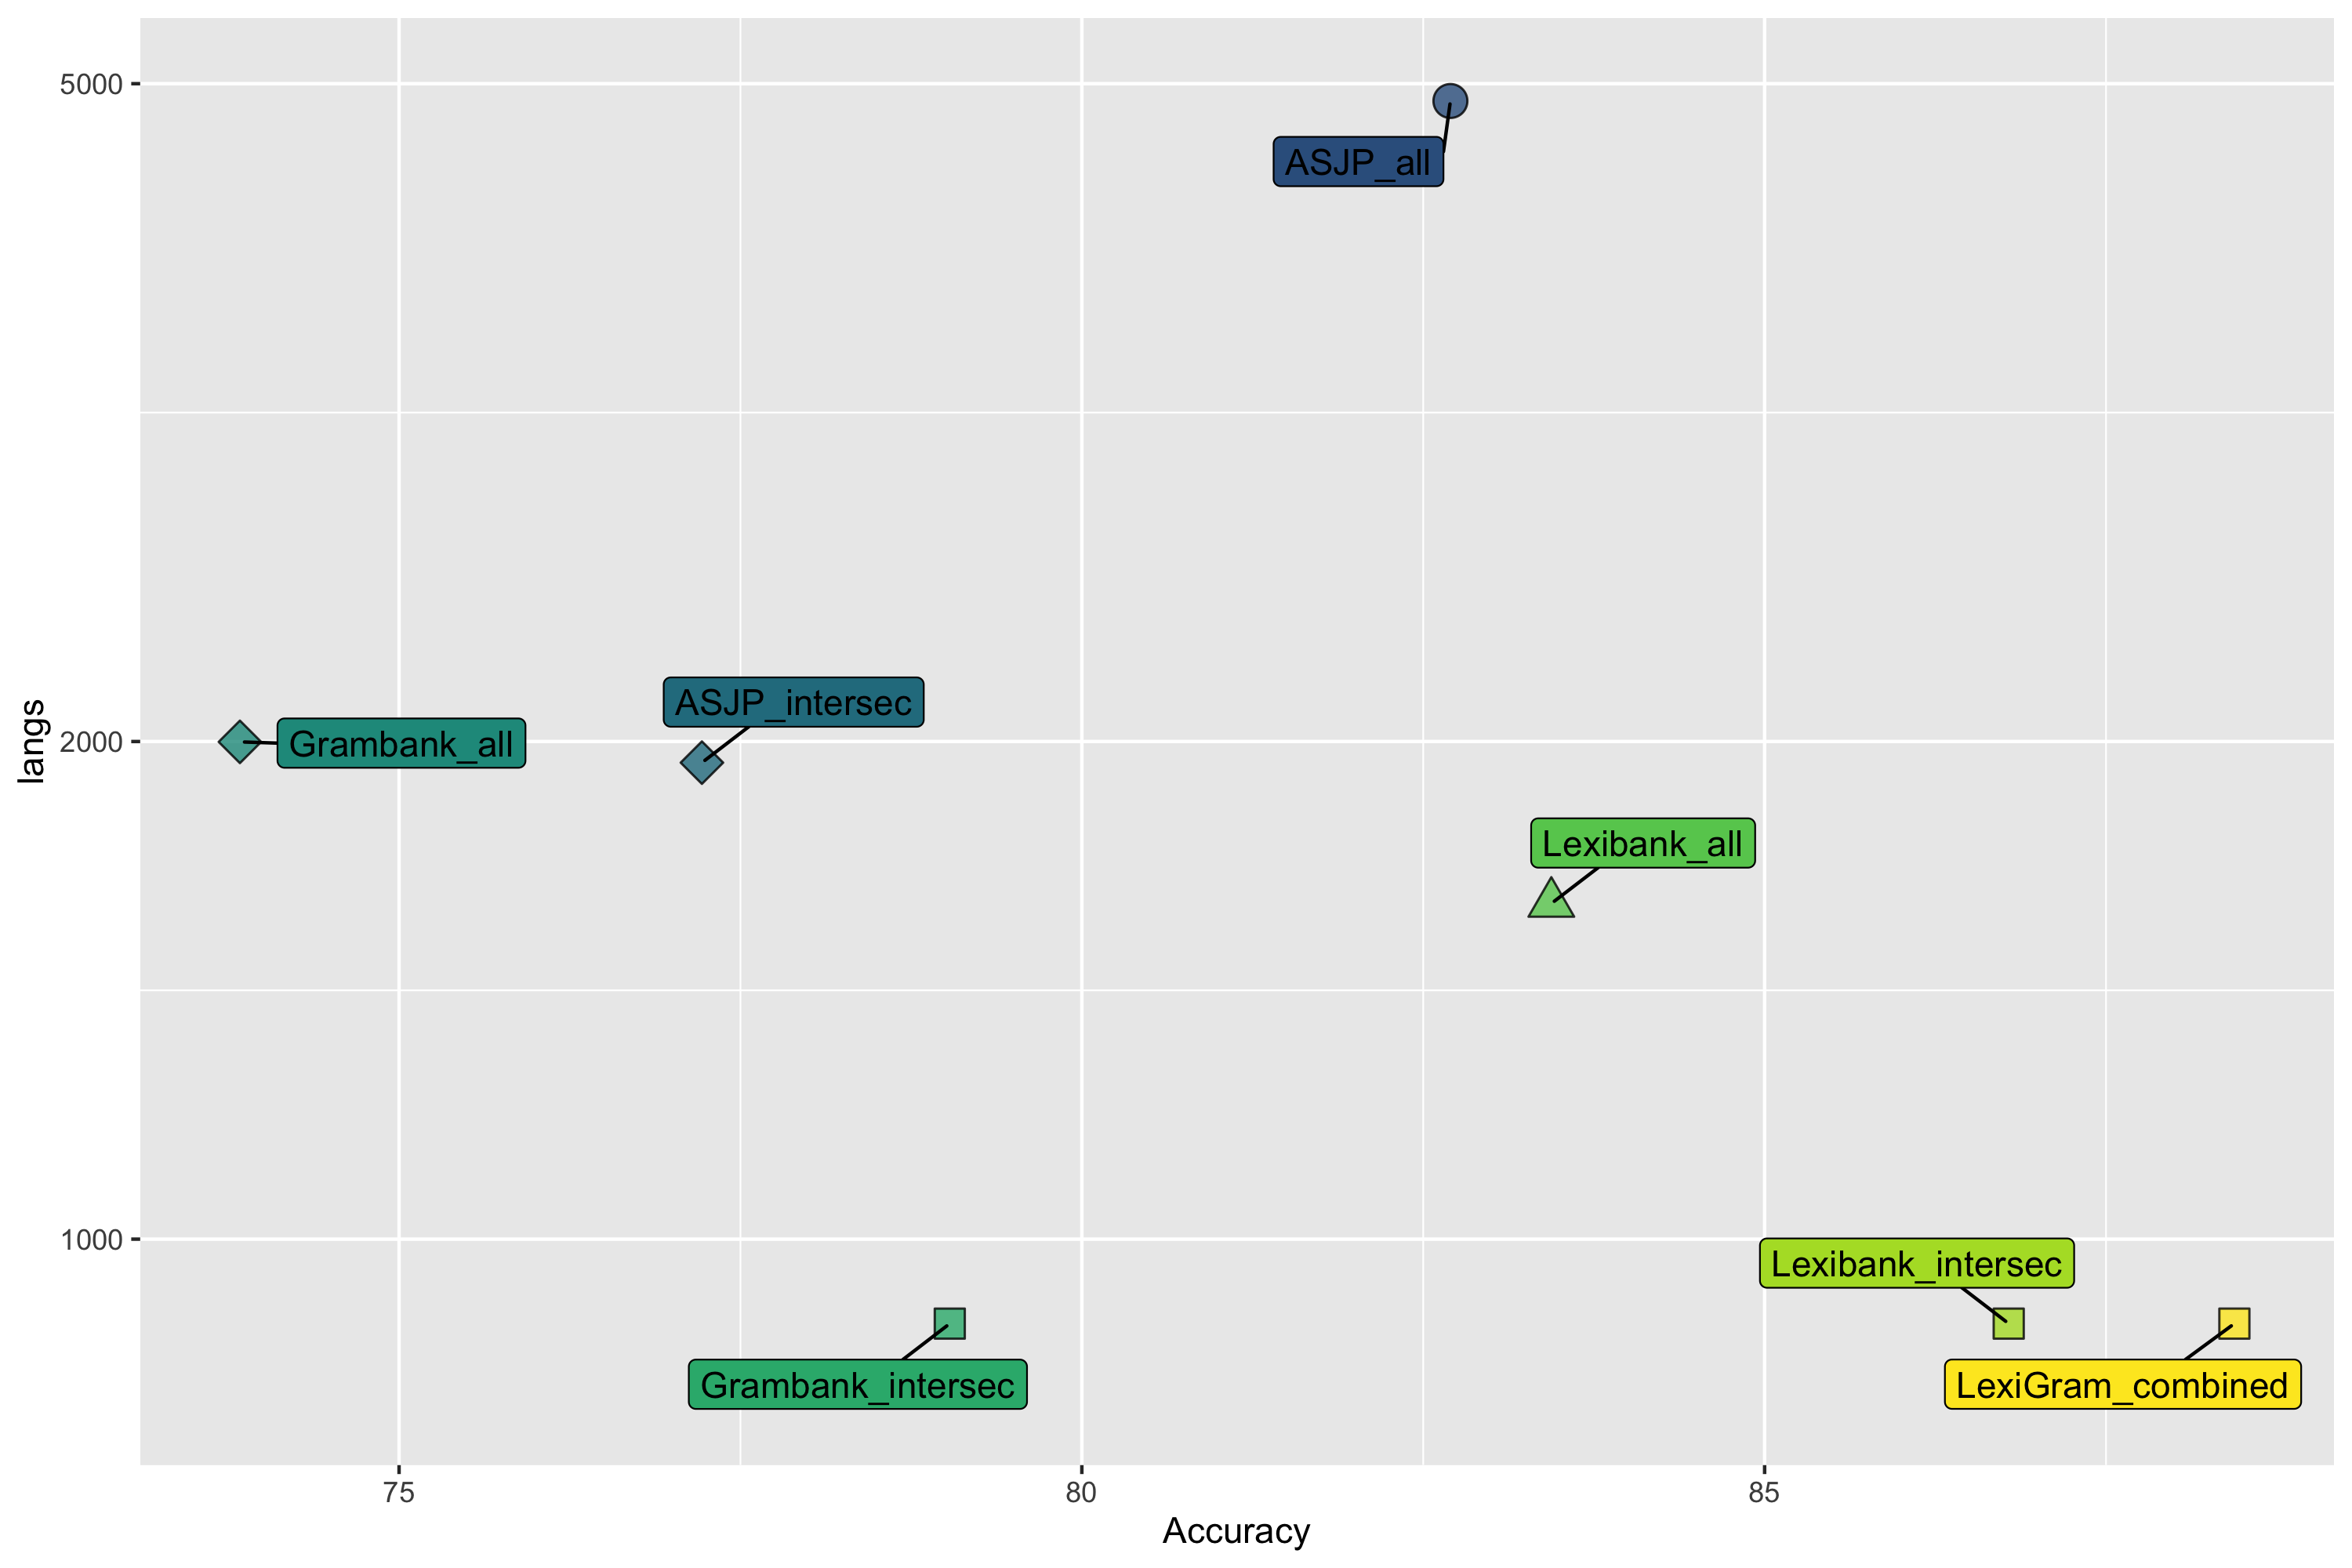 5000
ASJP_all
ASJP_intersec
langs
2000
Grambank_all
Lexibank_all
1000
Lexibank_intersec
Grambank_intersec
LexiGram_combined
75
80
85
Accuracy